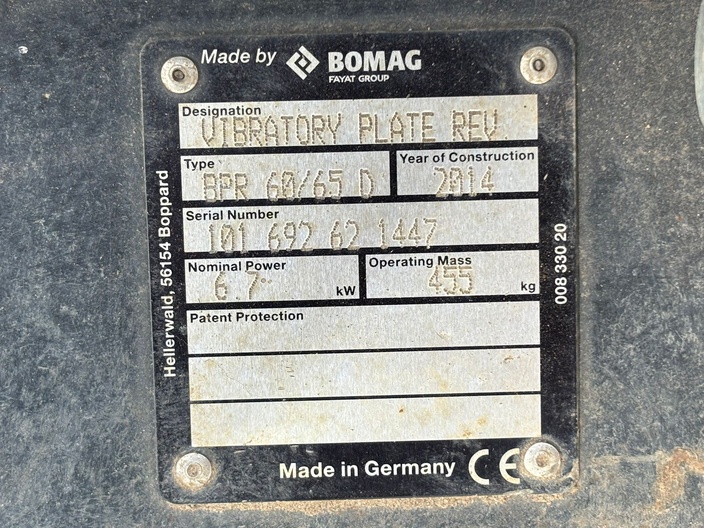 Made by BOMAG
FAYAT GROUP
Designation
VIBRATORY PLATE REV.
Type
BPR 60/65 D
Year of Construction
2014
Serial Number
101 692 62 1447
Nominal Power
6.7 kW
Operating Mass
455 kg
Patent Protection
Made in Germany CE
Hellerwald, 56154 Boppard
008 330 20